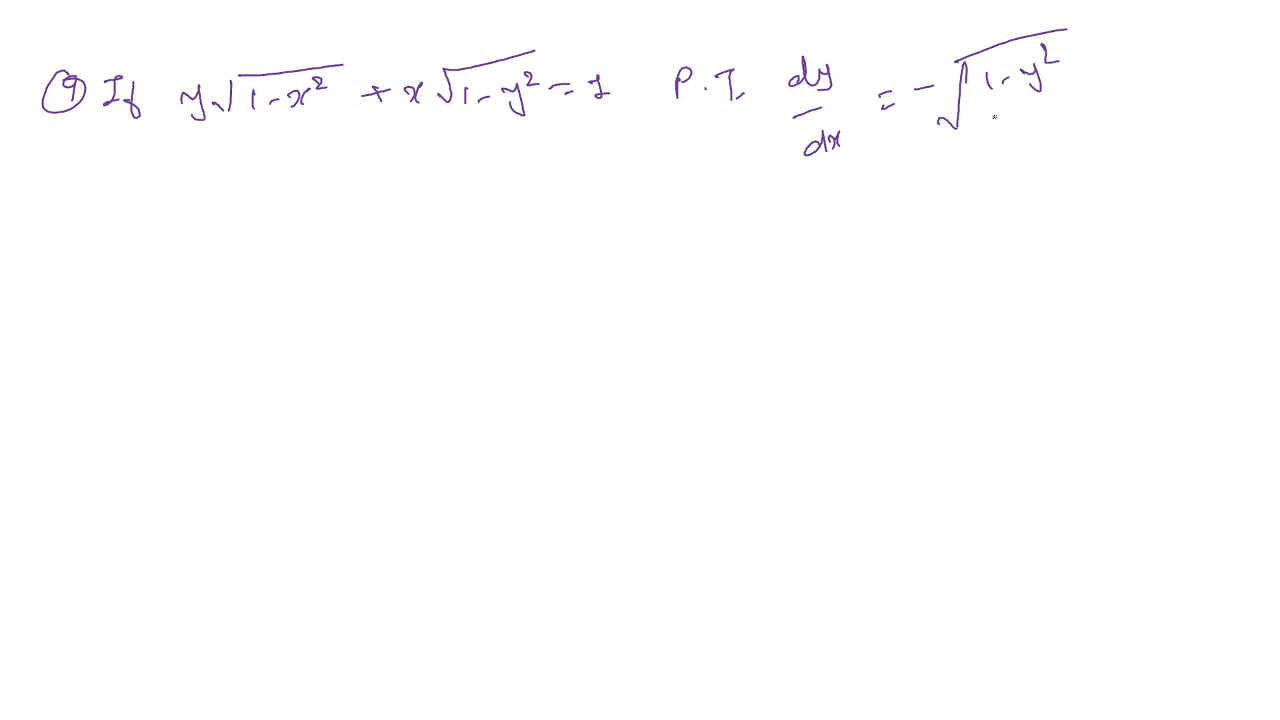 9 If y√(1-x²) + x√(1-y²) = 1 P.T. dy/dx = -√(1-y²)